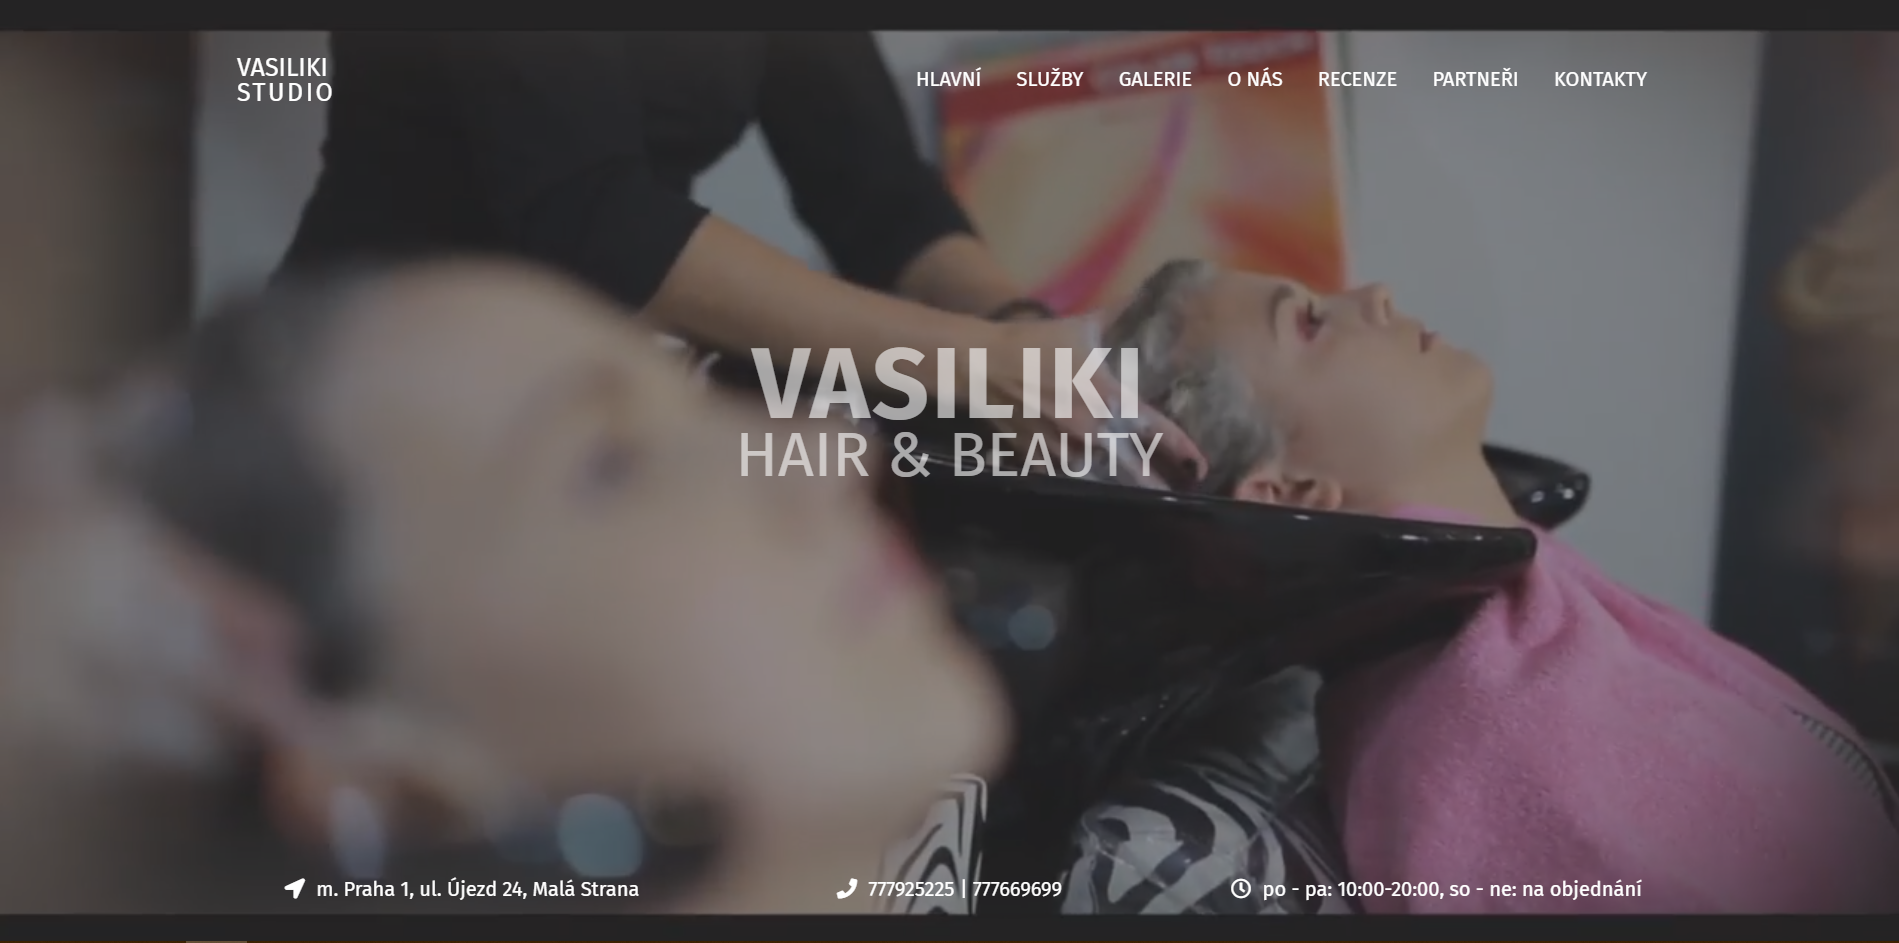 VASILIKI
STUDIO
HLAVNÍ SLUŽBY GALERIE O NÁS RECENZE PARTNEŘI KONTAKTY
VASILIKI
HAIR & BEAUTY
m. Praha 1, ul. Újezd 24, Malá Strana
777925225 | 777669699
po - pa: 10:00-20:00, so - ne: na objednání